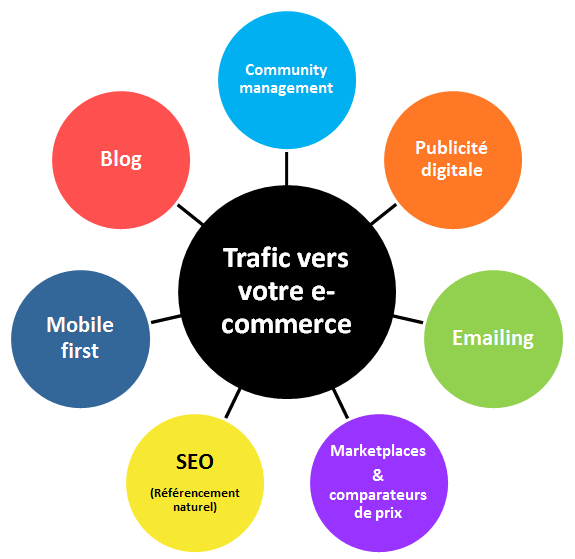 Community
management
Publicité
digitale
Blog
Trafic vers
votre e-
commerce
Mobile
first
Emailing
SEO
(Référencement
naturel)
Marketplaces
&
comparateurs
de prix